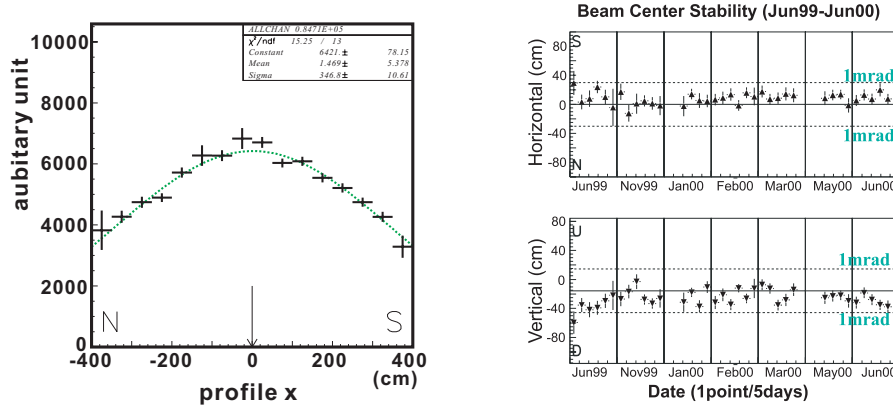 ALLCHAN 0.8471E+05
χ²/ndf 15.25 / 13
Constant 6421.± 78.15
Mean 1.469± 5.378
Sigma 346.8± 10.61
aubitary unit
10000
8000
6000
4000
2000
0
N
S
-400 -200 0 200 400
profile x (cm)
Beam Center Stability (Jun99-Jun00)
Horizontal (cm)
80
40
0
-40
-80
S
N
1mrad
1mrad
Jun99 Nov99 Jan00 Feb00 Mar00 May00 Jun00
Vertical (cm)
80
40
0
-40
-80
U
D
1mrad
1mrad
Jun99 Nov99 Jan00 Feb00 Mar00 May00 Jun00
Date (1point/5days)